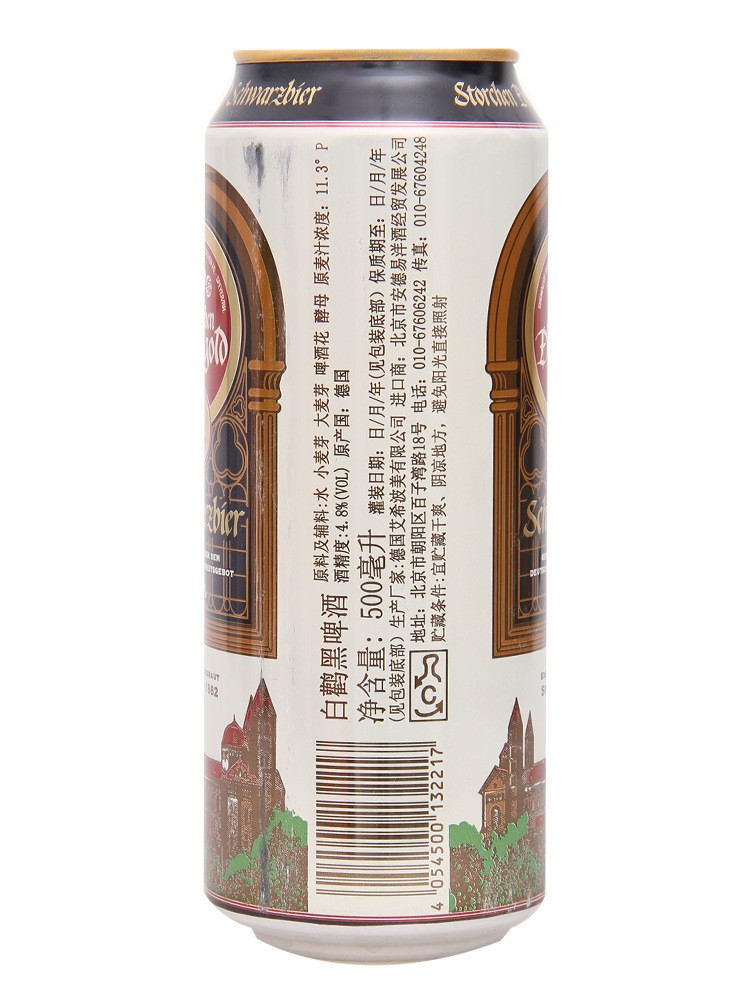 Schwarzbier
Storchen
白鹳黑啤酒
原料及辅料:水 小麦芽 大麦芽 啤酒花 酵母 原麦汁浓度: 11.3° P
酒精度:4.8%(VOL) 原产国: 德国
净含量: 500毫升 灌装日期: 日/月/年(见包装底部) 保质期至: 日/月/年
(见包装底部) 生产厂家:德国艾希波美有限公司 进口商: 北京市安德易洋酒经贸发展公司
地址: 北京市朝阳区百子湾路18号 电话: 010-67606242 传真: 010-67604248
贮藏条件:宜贮藏干爽、阴凉地方, 避免阳光直接照射
4 054500 132217
zbier